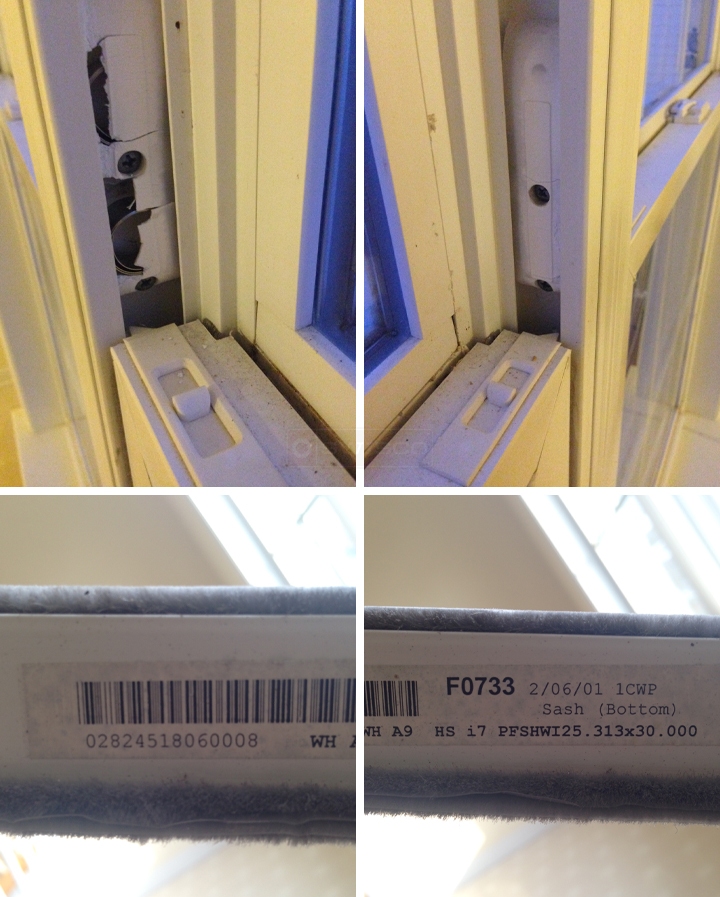 02824518060008 WH A
F0733 2/06/01 1CWP
Sash (Bottom)
WH A9 HS i7 PFSHWI25.313x30.000